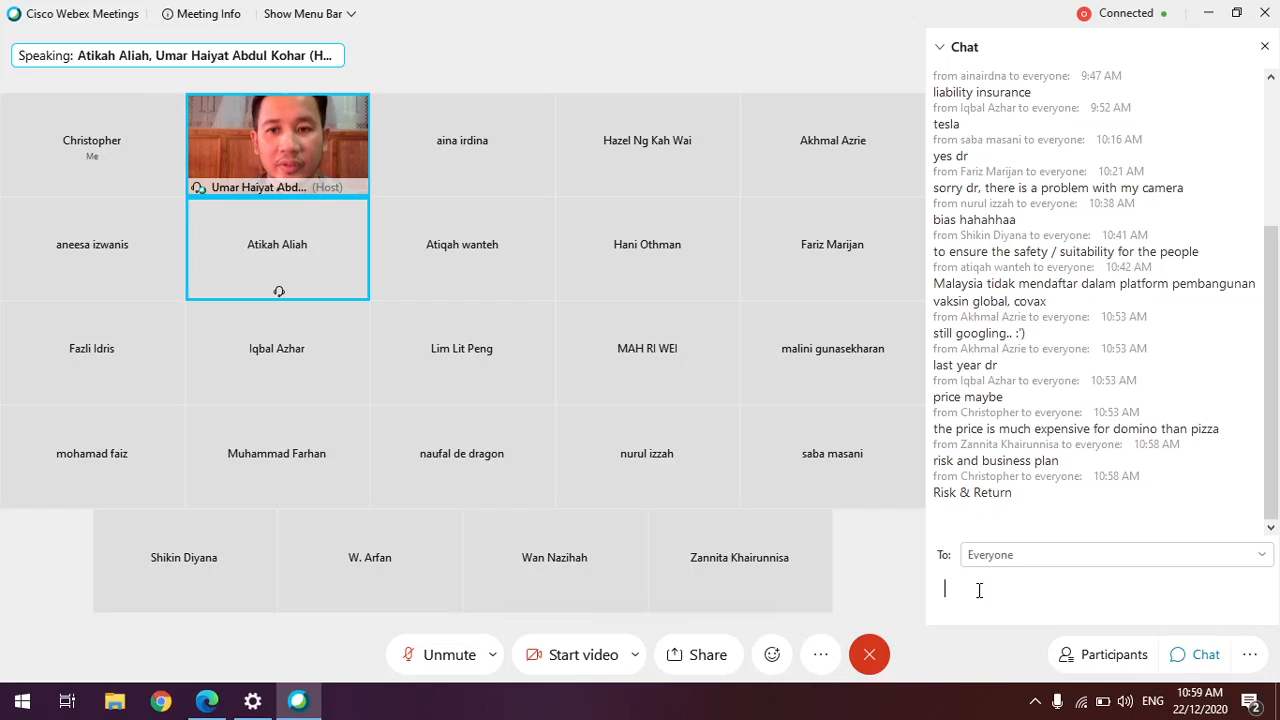 Cisco Webex Meetings Meeting Info Show Menu Bar Connected
Speaking: Atikah Aliah, Umar Haiyat Abdul Kohar (H...
Christopher
Me
Umar Haiyat Abd... (Host)
aina irdina
Hazel Ng Kah Wai
Akhmal Azrie
aneesa izwanis
Atikah Aliah
Atiqah wanteh
Hani Othman
Fariz Marijan
Fazli Idris
Iqbal Azhar
Lim Lit Peng
MAH RI WEI
malini gunasekharan
mohamad faiz
Muhammad Farhan
naufal de dragon
nurul izzah
saba masani
Shikin Diyana
W. Arfan
Wan Nazihah
Zannita Khairunnisa
Chat
from ainairdna to everyone: 9:47 AM
liability insurance
from Iqbal Azhar to everyone: 9:52 AM
tesla
from saba masani to everyone: 10:16 AM
yes dr
from Fariz Marijan to everyone: 10:21 AM
sorry dr, there is a problem with my camera
from nurul izzah to everyone: 10:38 AM
bias hahahhaa
from Shikin Diyana to everyone: 10:41 AM
to ensure the safety / suitability for the people
from atiqah wanteh to everyone: 10:42 AM
Malaysia tidak mendaftar dalam platform pembangunan
vaksin global, covax
from Akhmal Azrie to everyone: 10:53 AM
still googling.. :')
from Akhmal Azrie to everyone: 10:53 AM
last year dr
from Iqbal Azhar to everyone: 10:53 AM
price maybe
from Christopher to everyone: 10:53 AM
the price is much expensive for domino than pizza
from Zannita Khairunnisa to everyone: 10:58 AM
risk and business plan
from Christopher to everyone: 10:58 AM
Risk & Return
To: Everyone
Unmute Start video Share Participants Chat
ENG 10:59 AM
22/12/2020 2